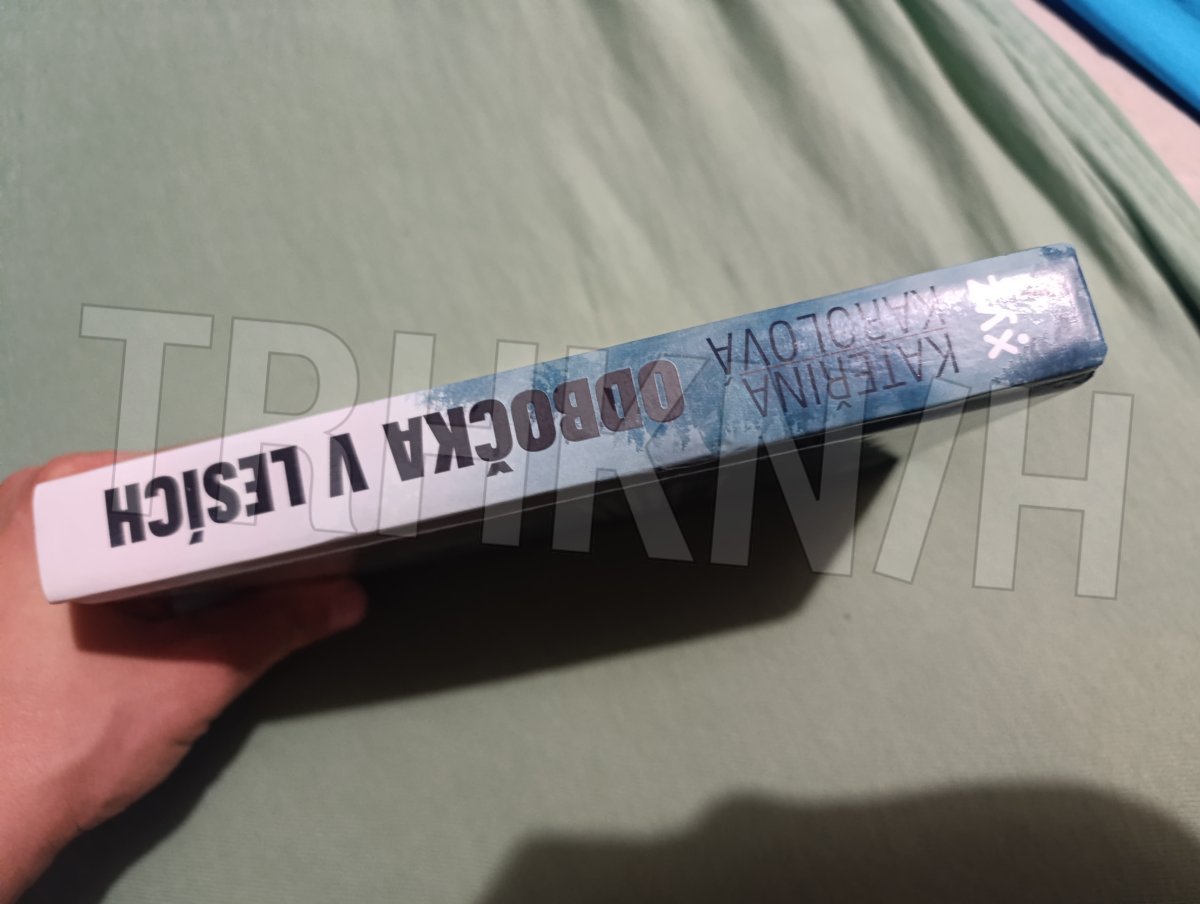 KATEŘINA
KAROLOVÁ
ODBOČKA V LESÍCH
TRHKNIH